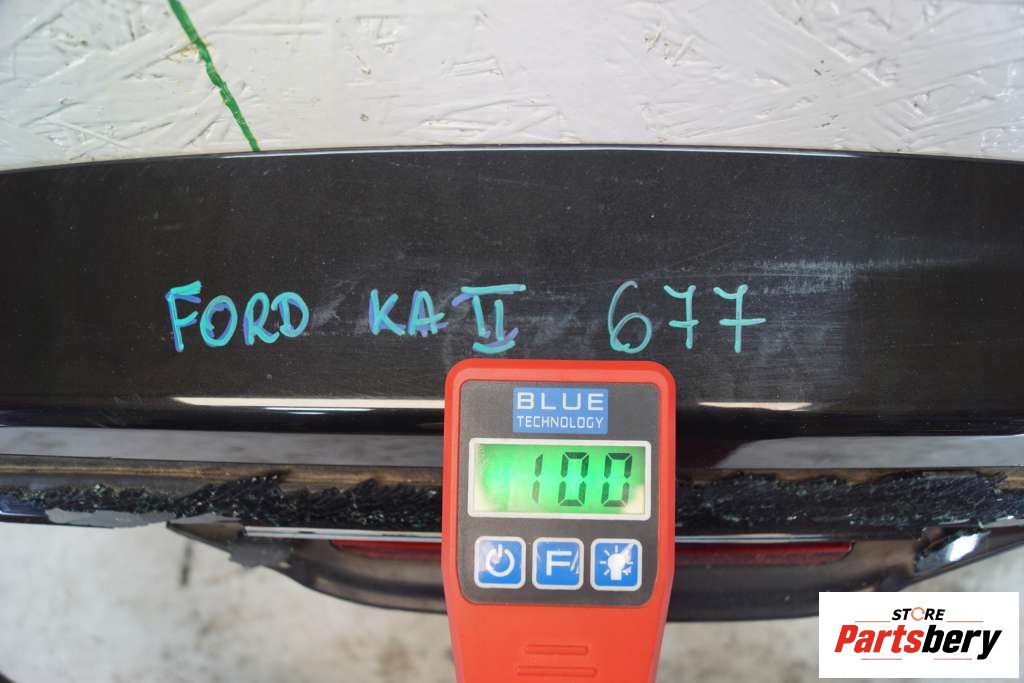 FORD KA II 677
BLUE
TECHNOLOGY
100
F
STORE
Partsbery